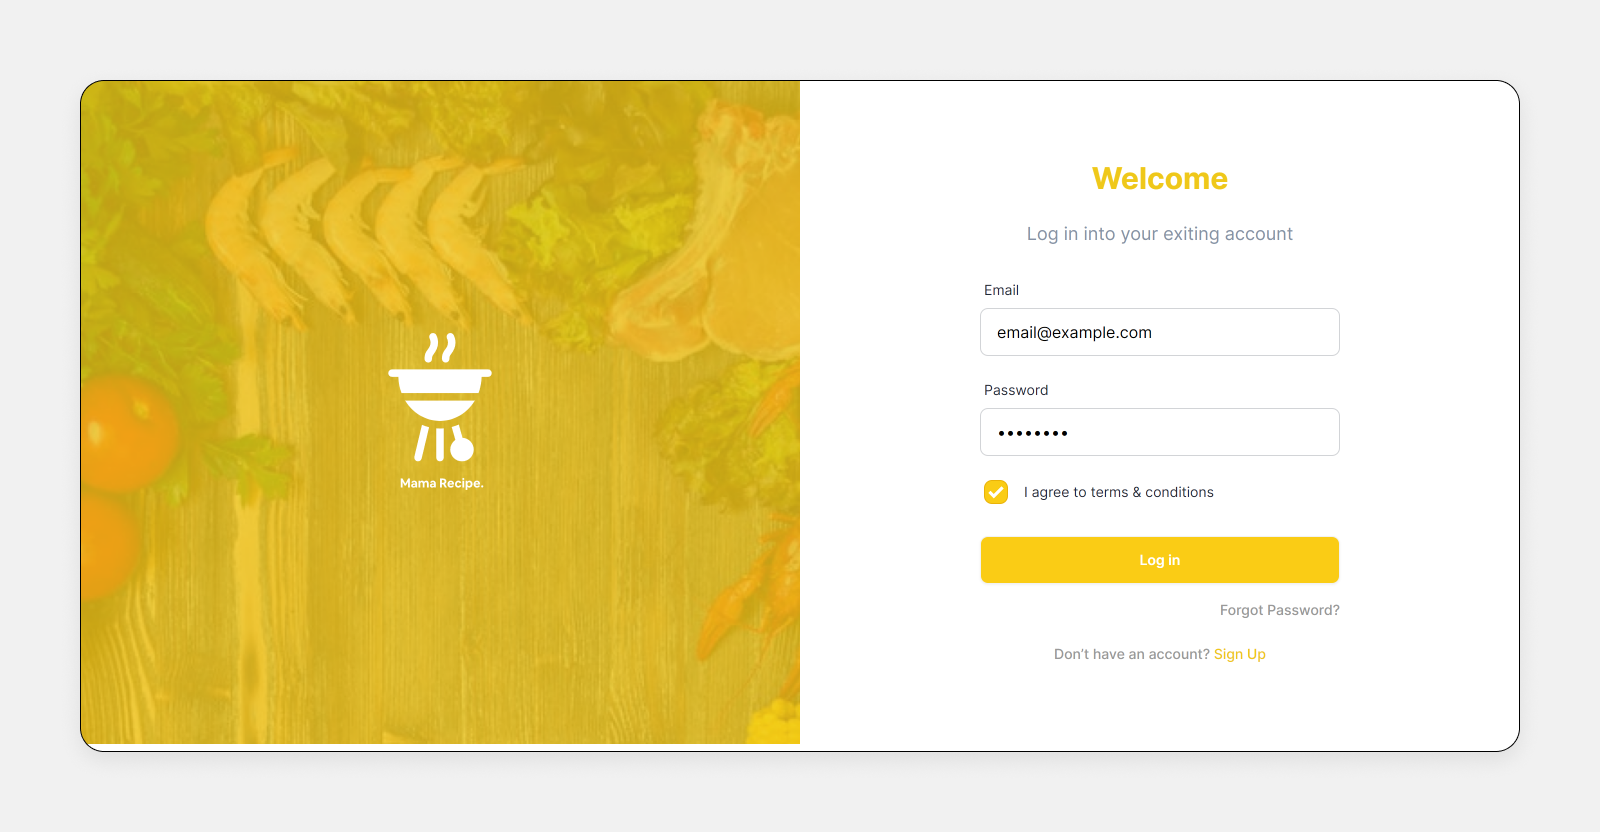 Mama Recipe.
Welcome
Log in into your exiting account
Email
email@example.com
Password
••••••••
I agree to terms & conditions
Log in
Forgot Password?
Don’t have an account? Sign Up